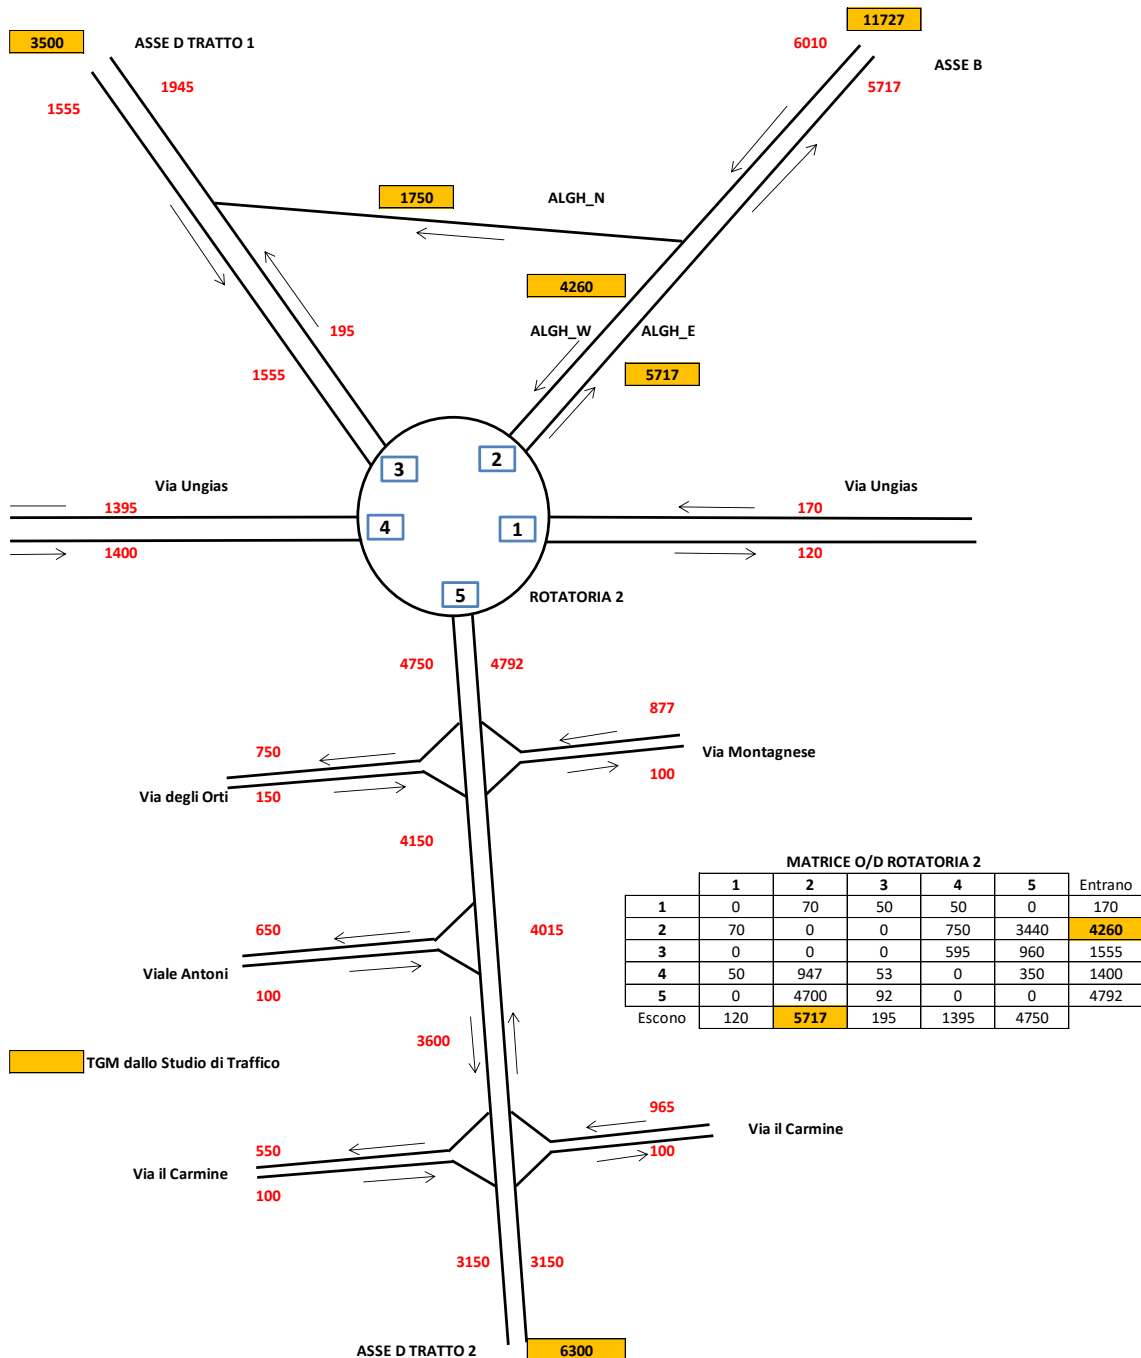 11727
3500 ASSE D TRATTO 1 6010
ASSE B
1945 5717
1555
1750 ALGH_N
4260
195 ALGH_W ALGH_E
1555 5717
2
3
Via Ungias Via Ungias
1395 170
4 1
1400 120
5 ROTATORIA 2
4750 4792
877
750 Via Montagnese
100
Via degli Orti 150
4150
MATRICE O/D ROTATORIA 2
1 2 3 4 5 Entrano
1 0 70 50 50 0 170
2 70 0 0 750 3440 4260
3 0 0 0 595 960 1555
4 50 947 53 0 350 1400
5 0 4700 92 0 0 4792
Escono 120 5717 195 1395 4750
650 4015
Viale Antoni
100
3600
TGM dallo Studio di Traffico
965
Via il Carmine
550 100
Via il Carmine
100
3150 3150
ASSE D TRATTO 2 6300